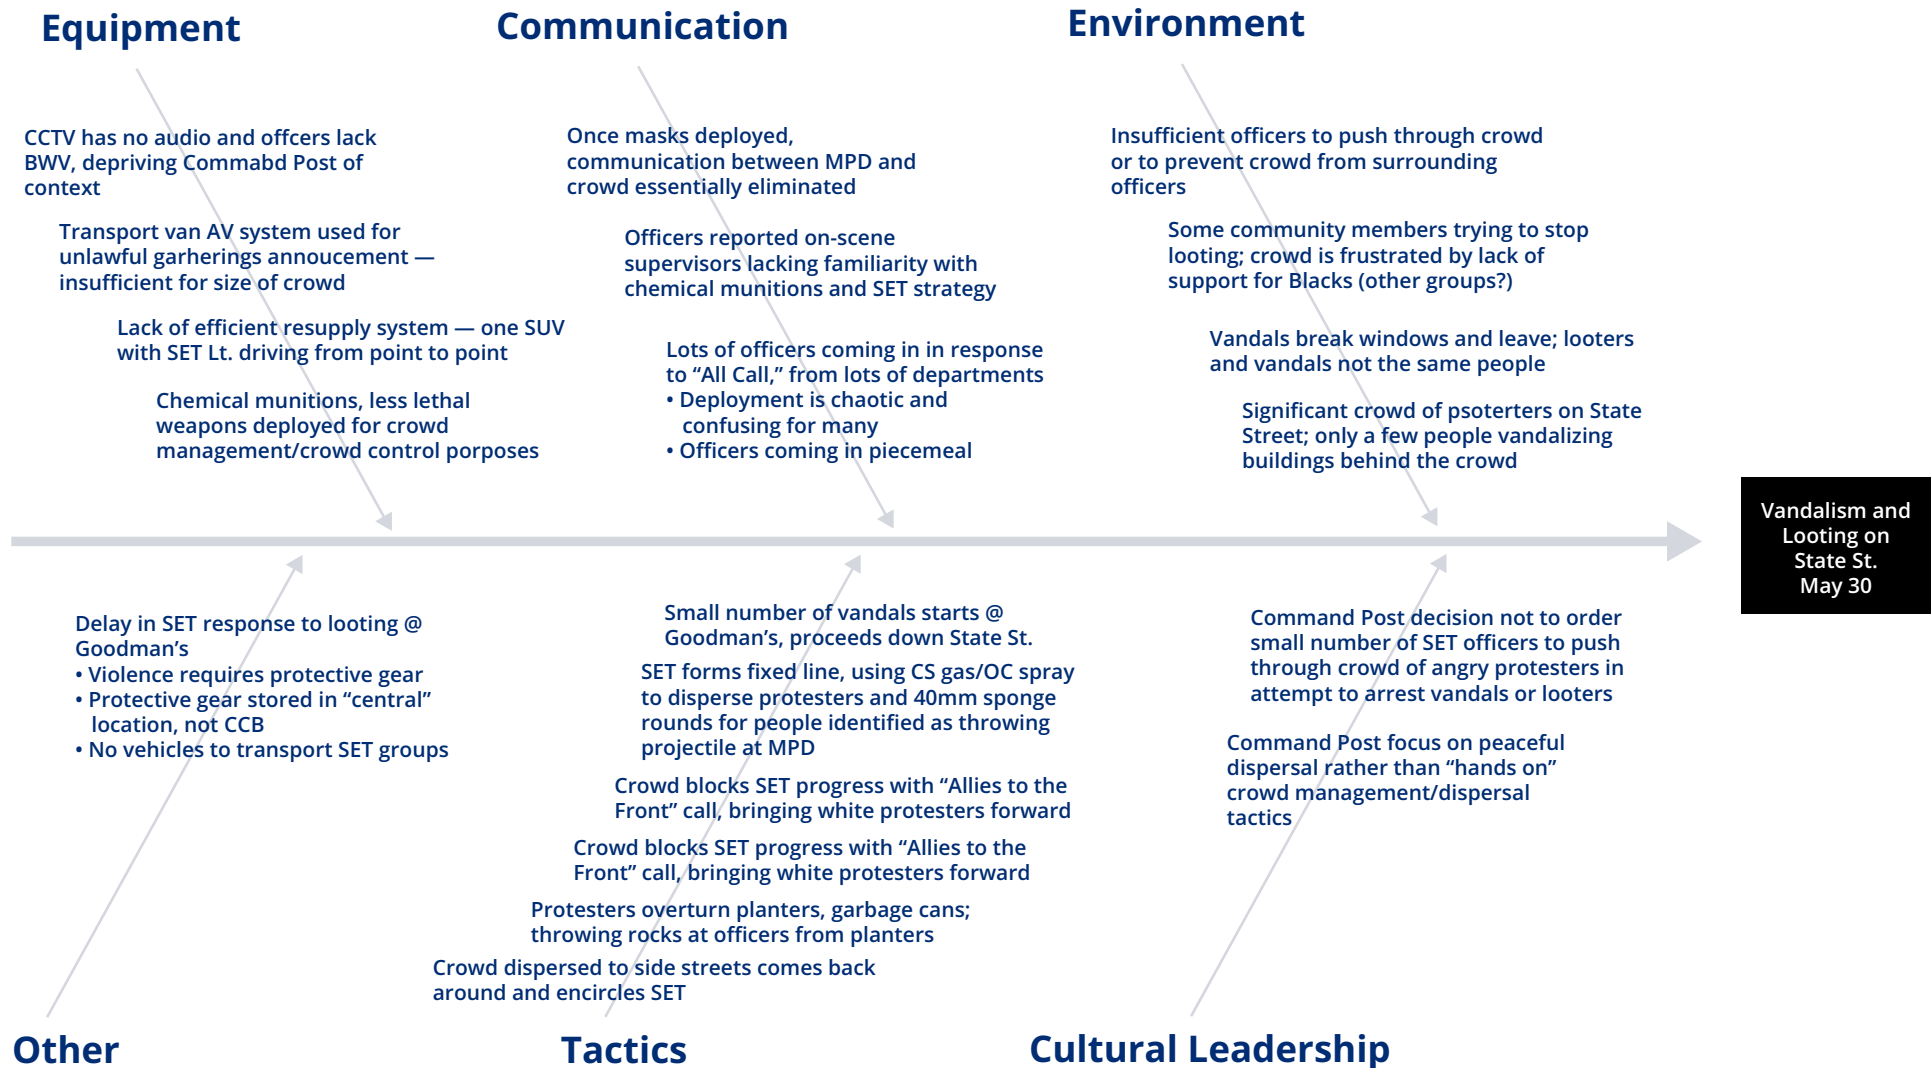 Equipment
CCTV has no audio and offcers lack
BWV, depriving Commabd Post of
context
Transport van AV system used for
unlawful garherings annoucement —
insufficient for size of crowd
Lack of efficient resupply system — one SUV
with SET Lt. driving from point to point
Chemical munitions, less lethal
weapons deployed for crowd
management/crowd control porposes
Communication
Once masks deployed,
communication between MPD and
crowd essentially eliminated
Officers reported on-scene
supervisors lacking familiarity with
chemical munitions and SET strategy
Lots of officers coming in in response
to “All Call,” from lots of departments
• Deployment is chaotic and
confusing for many
• Officers coming in piecemeal
Environment
Insufficient officers to push through crowd
or to prevent crowd from surrounding
officers
Some community members trying to stop
looting; crowd is frustrated by lack of
support for Blacks (other groups?)
Vandals break windows and leave; looters
and vandals not the same people
Significant crowd of psoterters on State
Street; only a few people vandalizing
buildings behind the crowd
Vandalism and
Looting on
State St.
May 30
Delay in SET response to looting @
Goodman’s
• Violence requires protective gear
• Protective gear stored in “central”
location, not CCB
• No vehicles to transport SET groups
Other
Small number of vandals starts @
Goodman’s, proceeds down State St.
SET forms fixed line, using CS gas/OC spray
to disperse protesters and 40mm sponge
rounds for people identified as throwing
projectile at MPD
Crowd blocks SET progress with “Allies to the
Front” call, bringing white protesters forward
Crowd blocks SET progress with “Allies to the
Front” call, bringing white protesters forward
Protesters overturn planters, garbage cans;
throwing rocks at officers from planters
Crowd dispersed to side streets comes back
around and encircles SET
Tactics
Command Post decision not to order
small number of SET officers to push
through crowd of angry protesters in
attempt to arrest vandals or looters
Command Post focus on peaceful
dispersal rather than “hands on”
crowd management/dispersal
tactics
Cultural Leadership